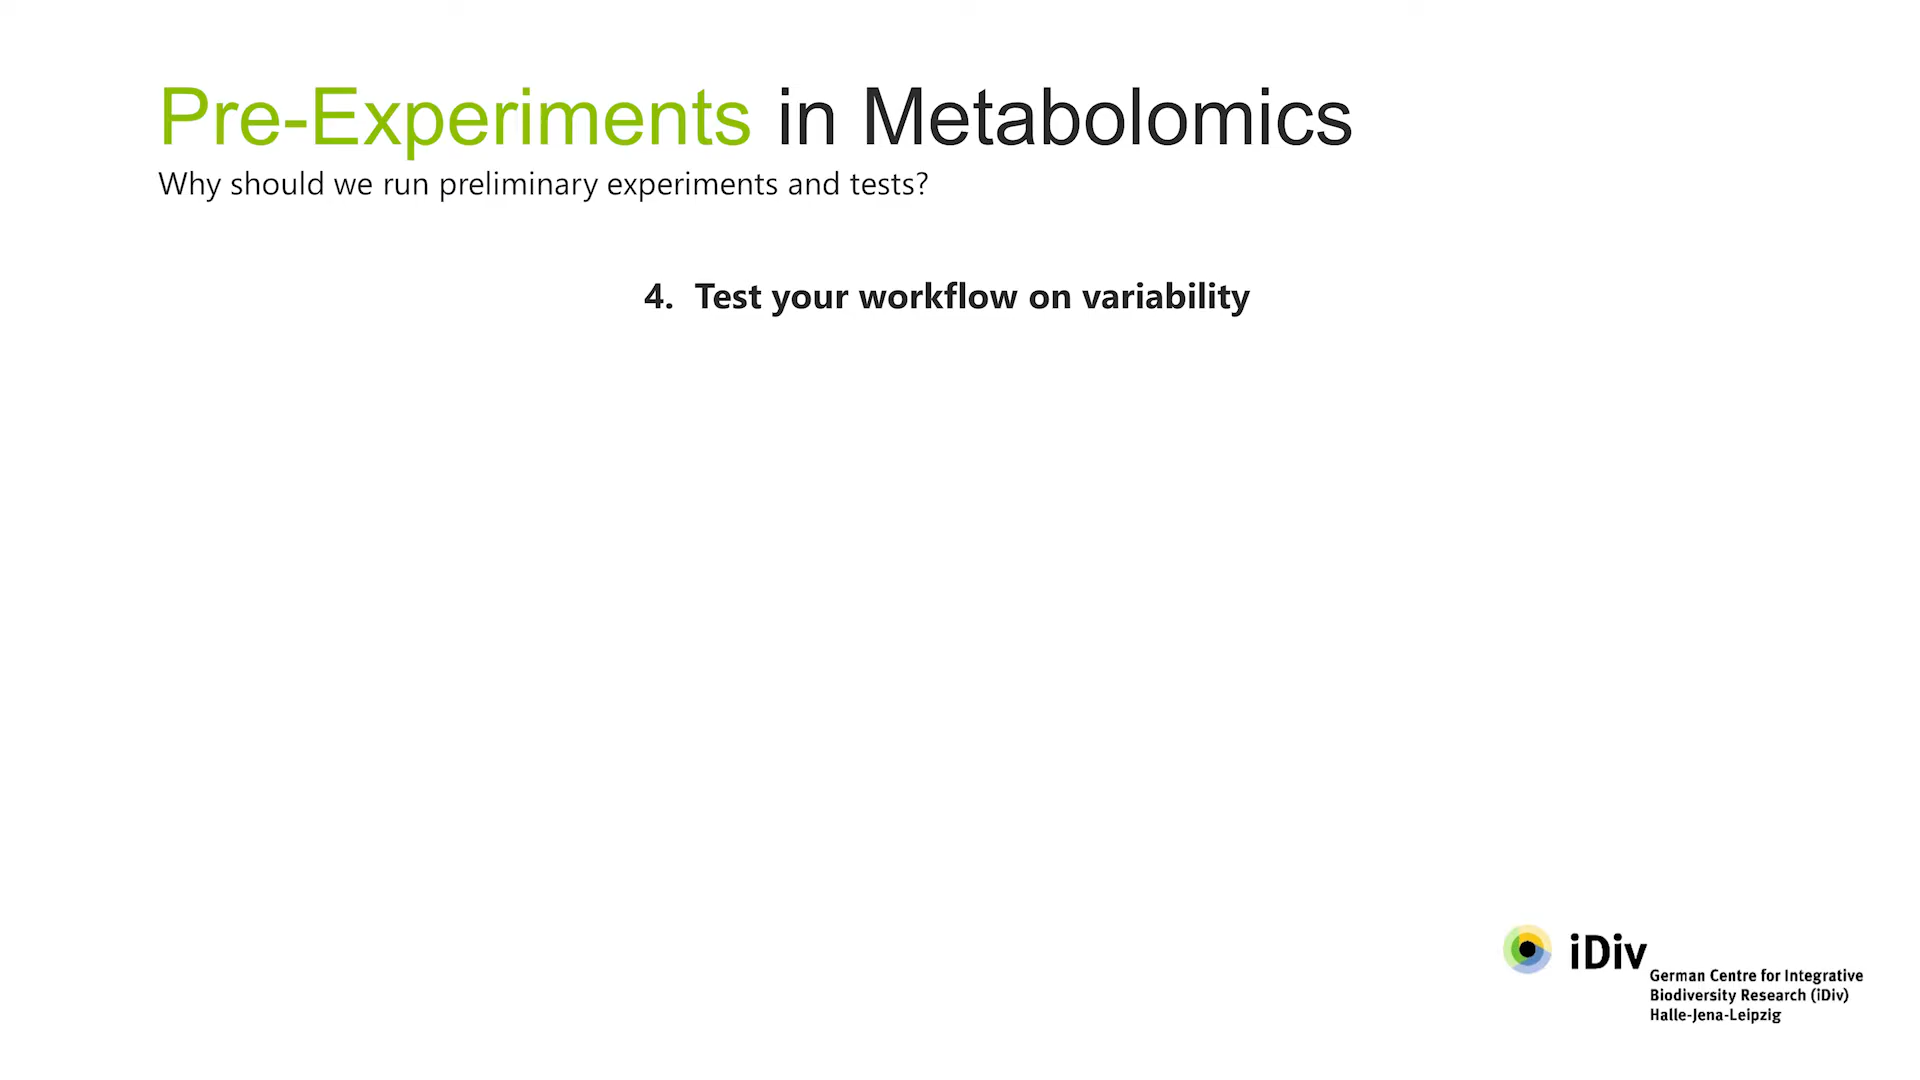 Pre-Experiments in Metabolomics
Why should we run preliminary experiments and tests?
4. Test your workflow on variability
iDiv
German Centre for Integrative
Biodiversity Research (iDiv)
Halle-Jena-Leipzig